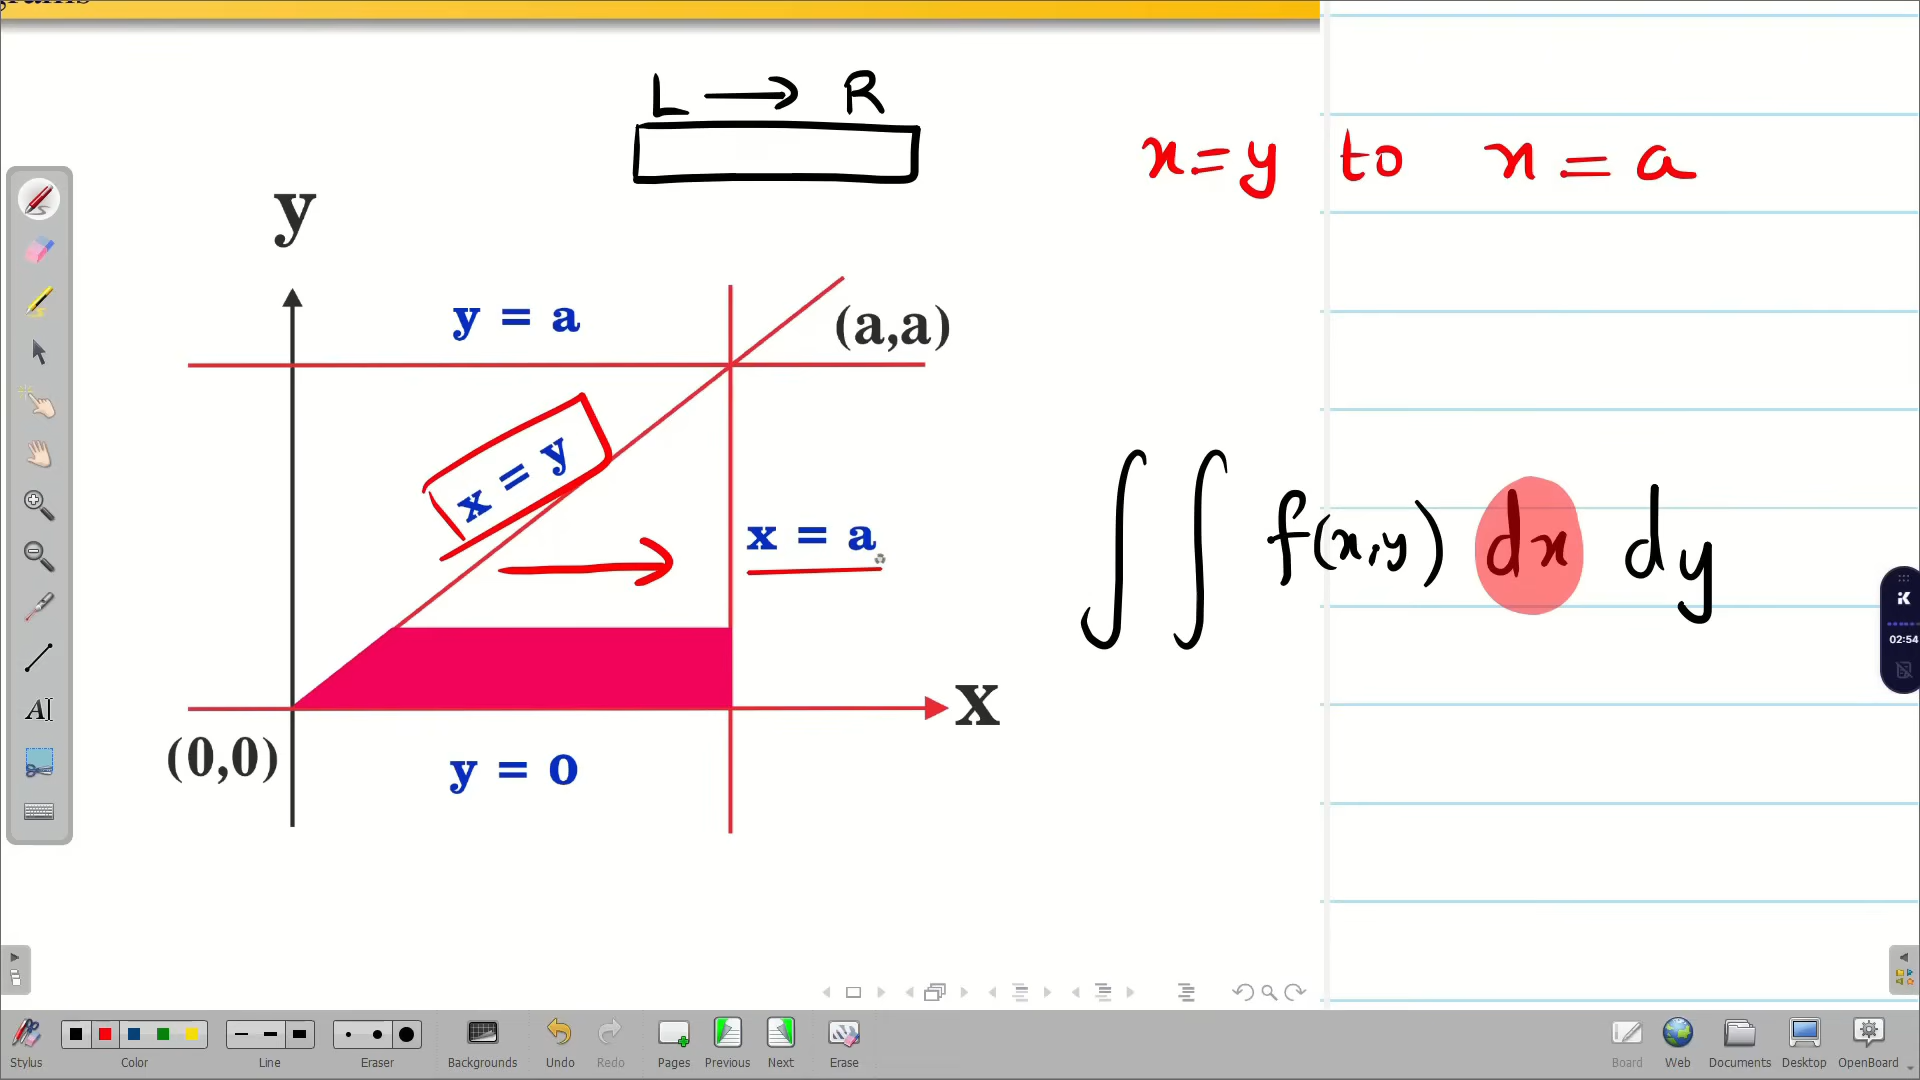 L → R
x=y to x = a
y
y = a
(a,a)
x = y
x = a
∫∫ f(x,y) dx dy
x
(0,0)
y = 0
02:54
Stylus
Color
Line
Eraser
Backgrounds
Undo
Redo
Pages
Previous
Next
Erase
Board
Web
Documents
Desktop
OpenBoard